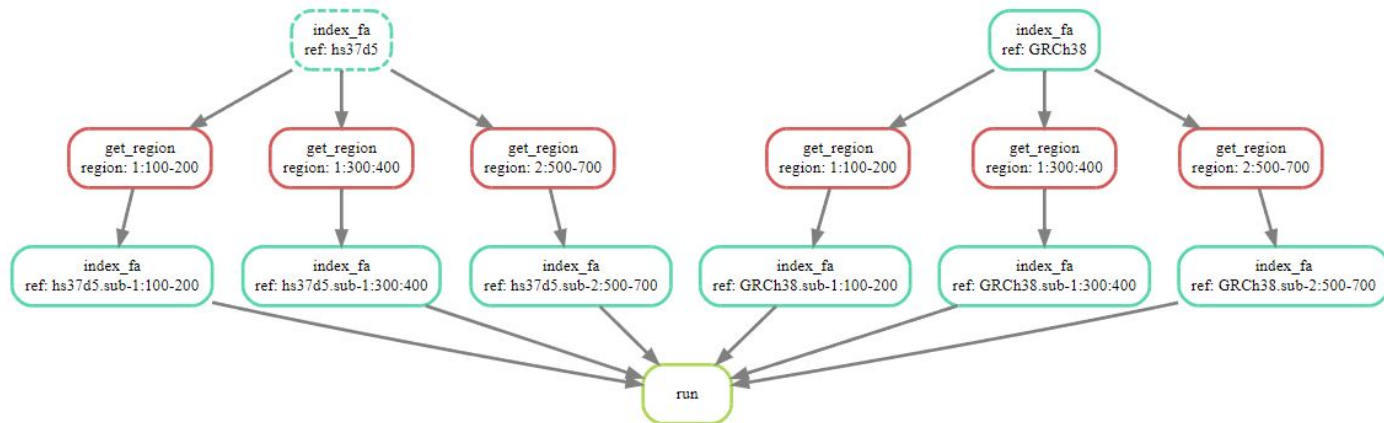 index_fa
ref: hs37d5
index_fa
ref: GRCh38
get_region
region: 1:100-200
get_region
region: 1:300:400
get_region
region: 2:500-700
get_region
region: 1:100-200
get_region
region: 1:300:400
get_region
region: 2:500-700
index_fa
ref: hs37d5.sub-1:100-200
index_fa
ref: hs37d5.sub-1:300:400
index_fa
ref: hs37d5.sub-2:500-700
index_fa
ref: GRCh38.sub-1:100-200
index_fa
ref: GRCh38.sub-1:300:400
index_fa
ref: GRCh38.sub-2:500-700
run